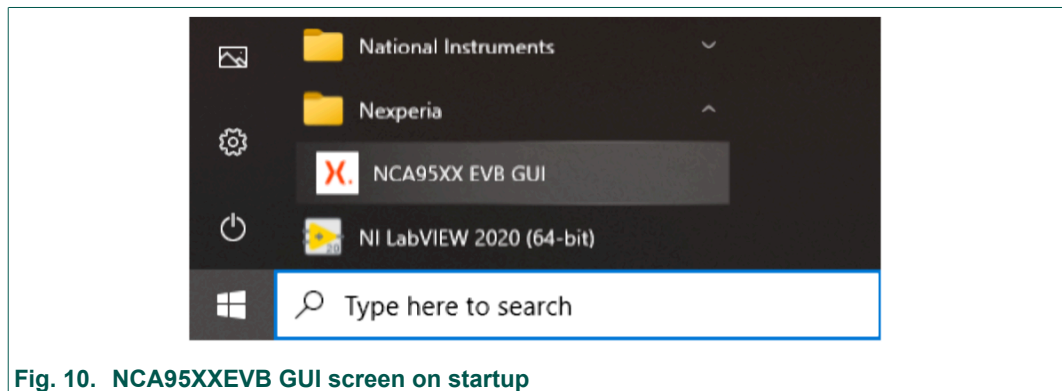 National Instruments
Nexperia
NCA95XX EVB GUI
NI LabVIEW 2020 (64-bit)
Type here to search
Fig. 10. NCA95XXEVB GUI screen on startup